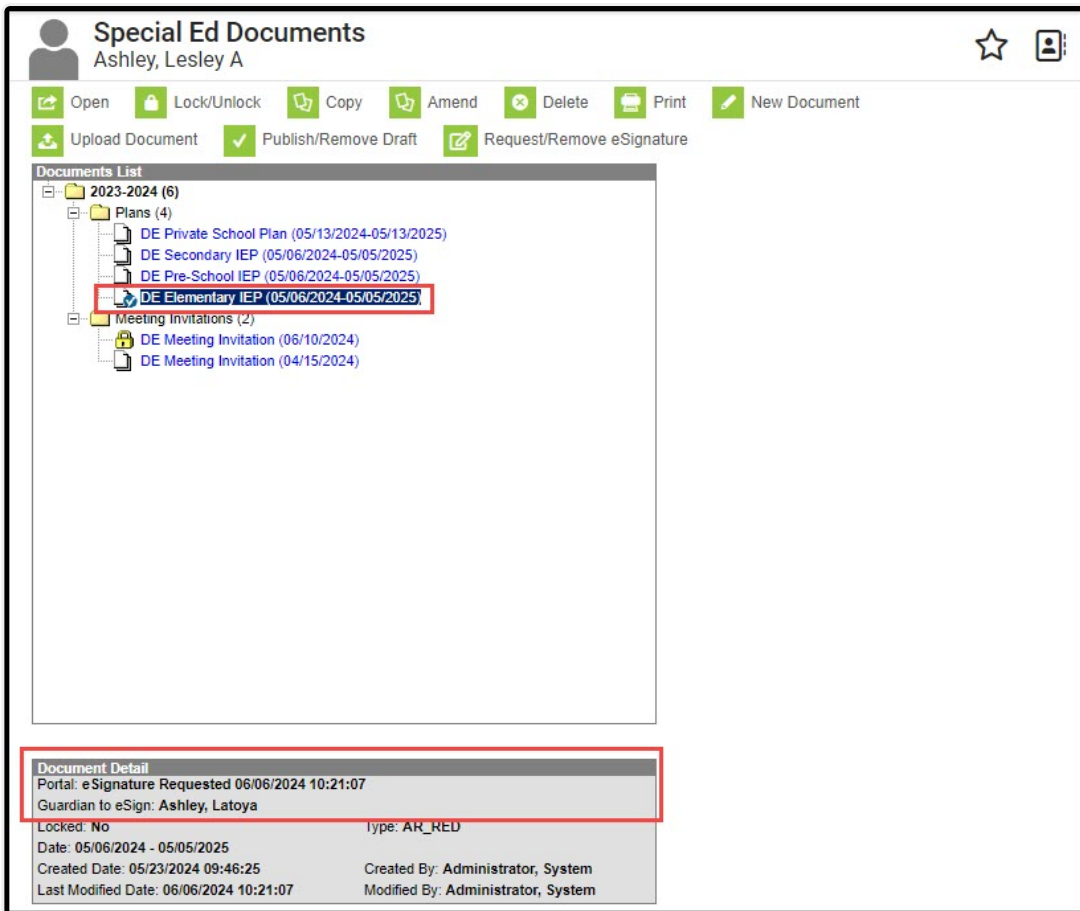 Special Ed Documents
Ashley, Lesley A
Open Lock/Unlock Copy Amend Delete Print New Document
Upload Document Publish/Remove Draft Request/Remove eSignature
Documents List
2023-2024 (6)
Plans (4)
DE Private School Plan (05/13/2024-05/13/2025)
DE Secondary IEP (05/06/2024-05/05/2025)
DE Pre-School IEP (05/06/2024-05/05/2025)
DE Elementary IEP (05/06/2024-05/05/2025)
Meeting Invitations (2)
DE Meeting Invitation (06/10/2024)
DE Meeting Invitation (04/15/2024)
Document Detail
Portal: eSignature Requested 06/06/2024 10:21:07
Guardian to eSign: Ashley, Latoya
Locked: No Type: AR_RED
Date: 05/06/2024 - 05/05/2025
Created Date: 05/23/2024 09:46:25 Created By: Administrator, System
Last Modified Date: 06/06/2024 10:21:07 Modified By: Administrator, System